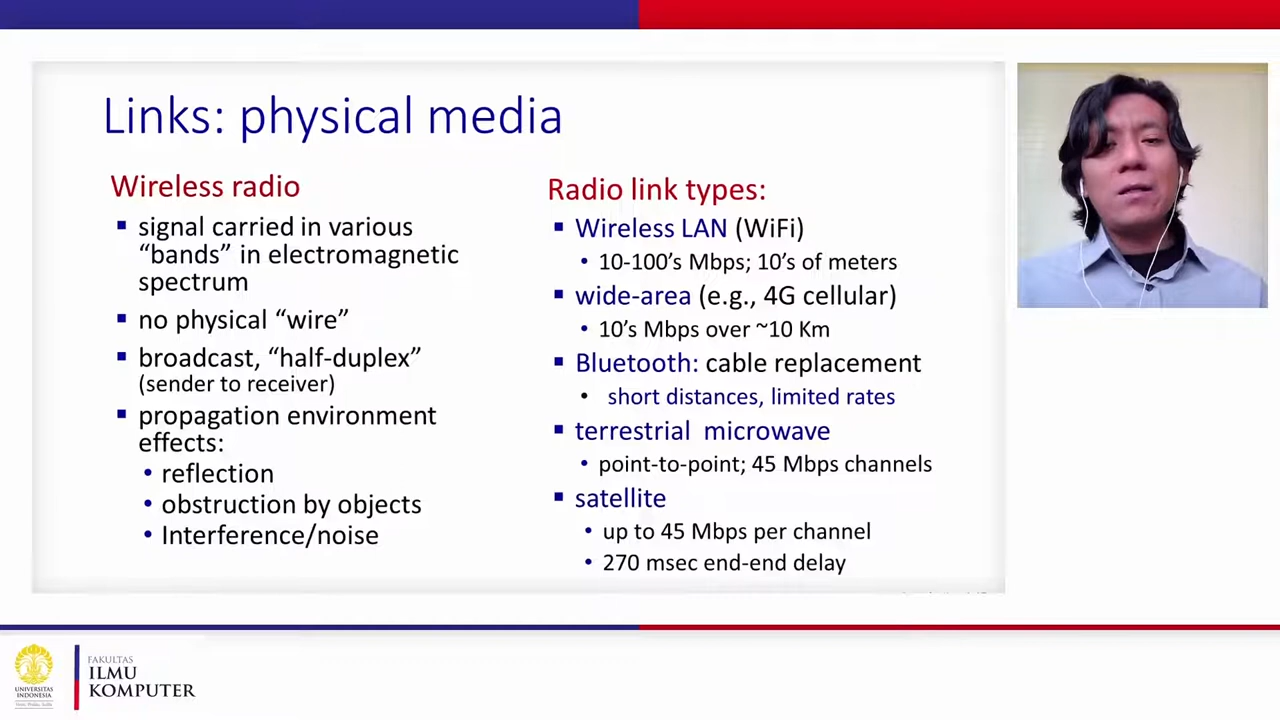 Links: physical media
Wireless radio
▪ signal carried in various
“bands” in electromagnetic
spectrum
▪ no physical “wire”
▪ broadcast, “half-duplex”
(sender to receiver)
▪ propagation environment
effects:
• reflection
• obstruction by objects
• Interference/noise
Radio link types:
▪ Wireless LAN (WiFi)
• 10-100’s Mbps; 10’s of meters
▪ wide-area (e.g., 4G cellular)
• 10’s Mbps over ~10 Km
▪ Bluetooth: cable replacement
• short distances, limited rates
▪ terrestrial microwave
• point-to-point; 45 Mbps channels
▪ satellite
• up to 45 Mbps per channel
• 270 msec end-end delay
UNIVERSITAS
INDONESIA
FAKULTAS
ILMU
KOMPUTER